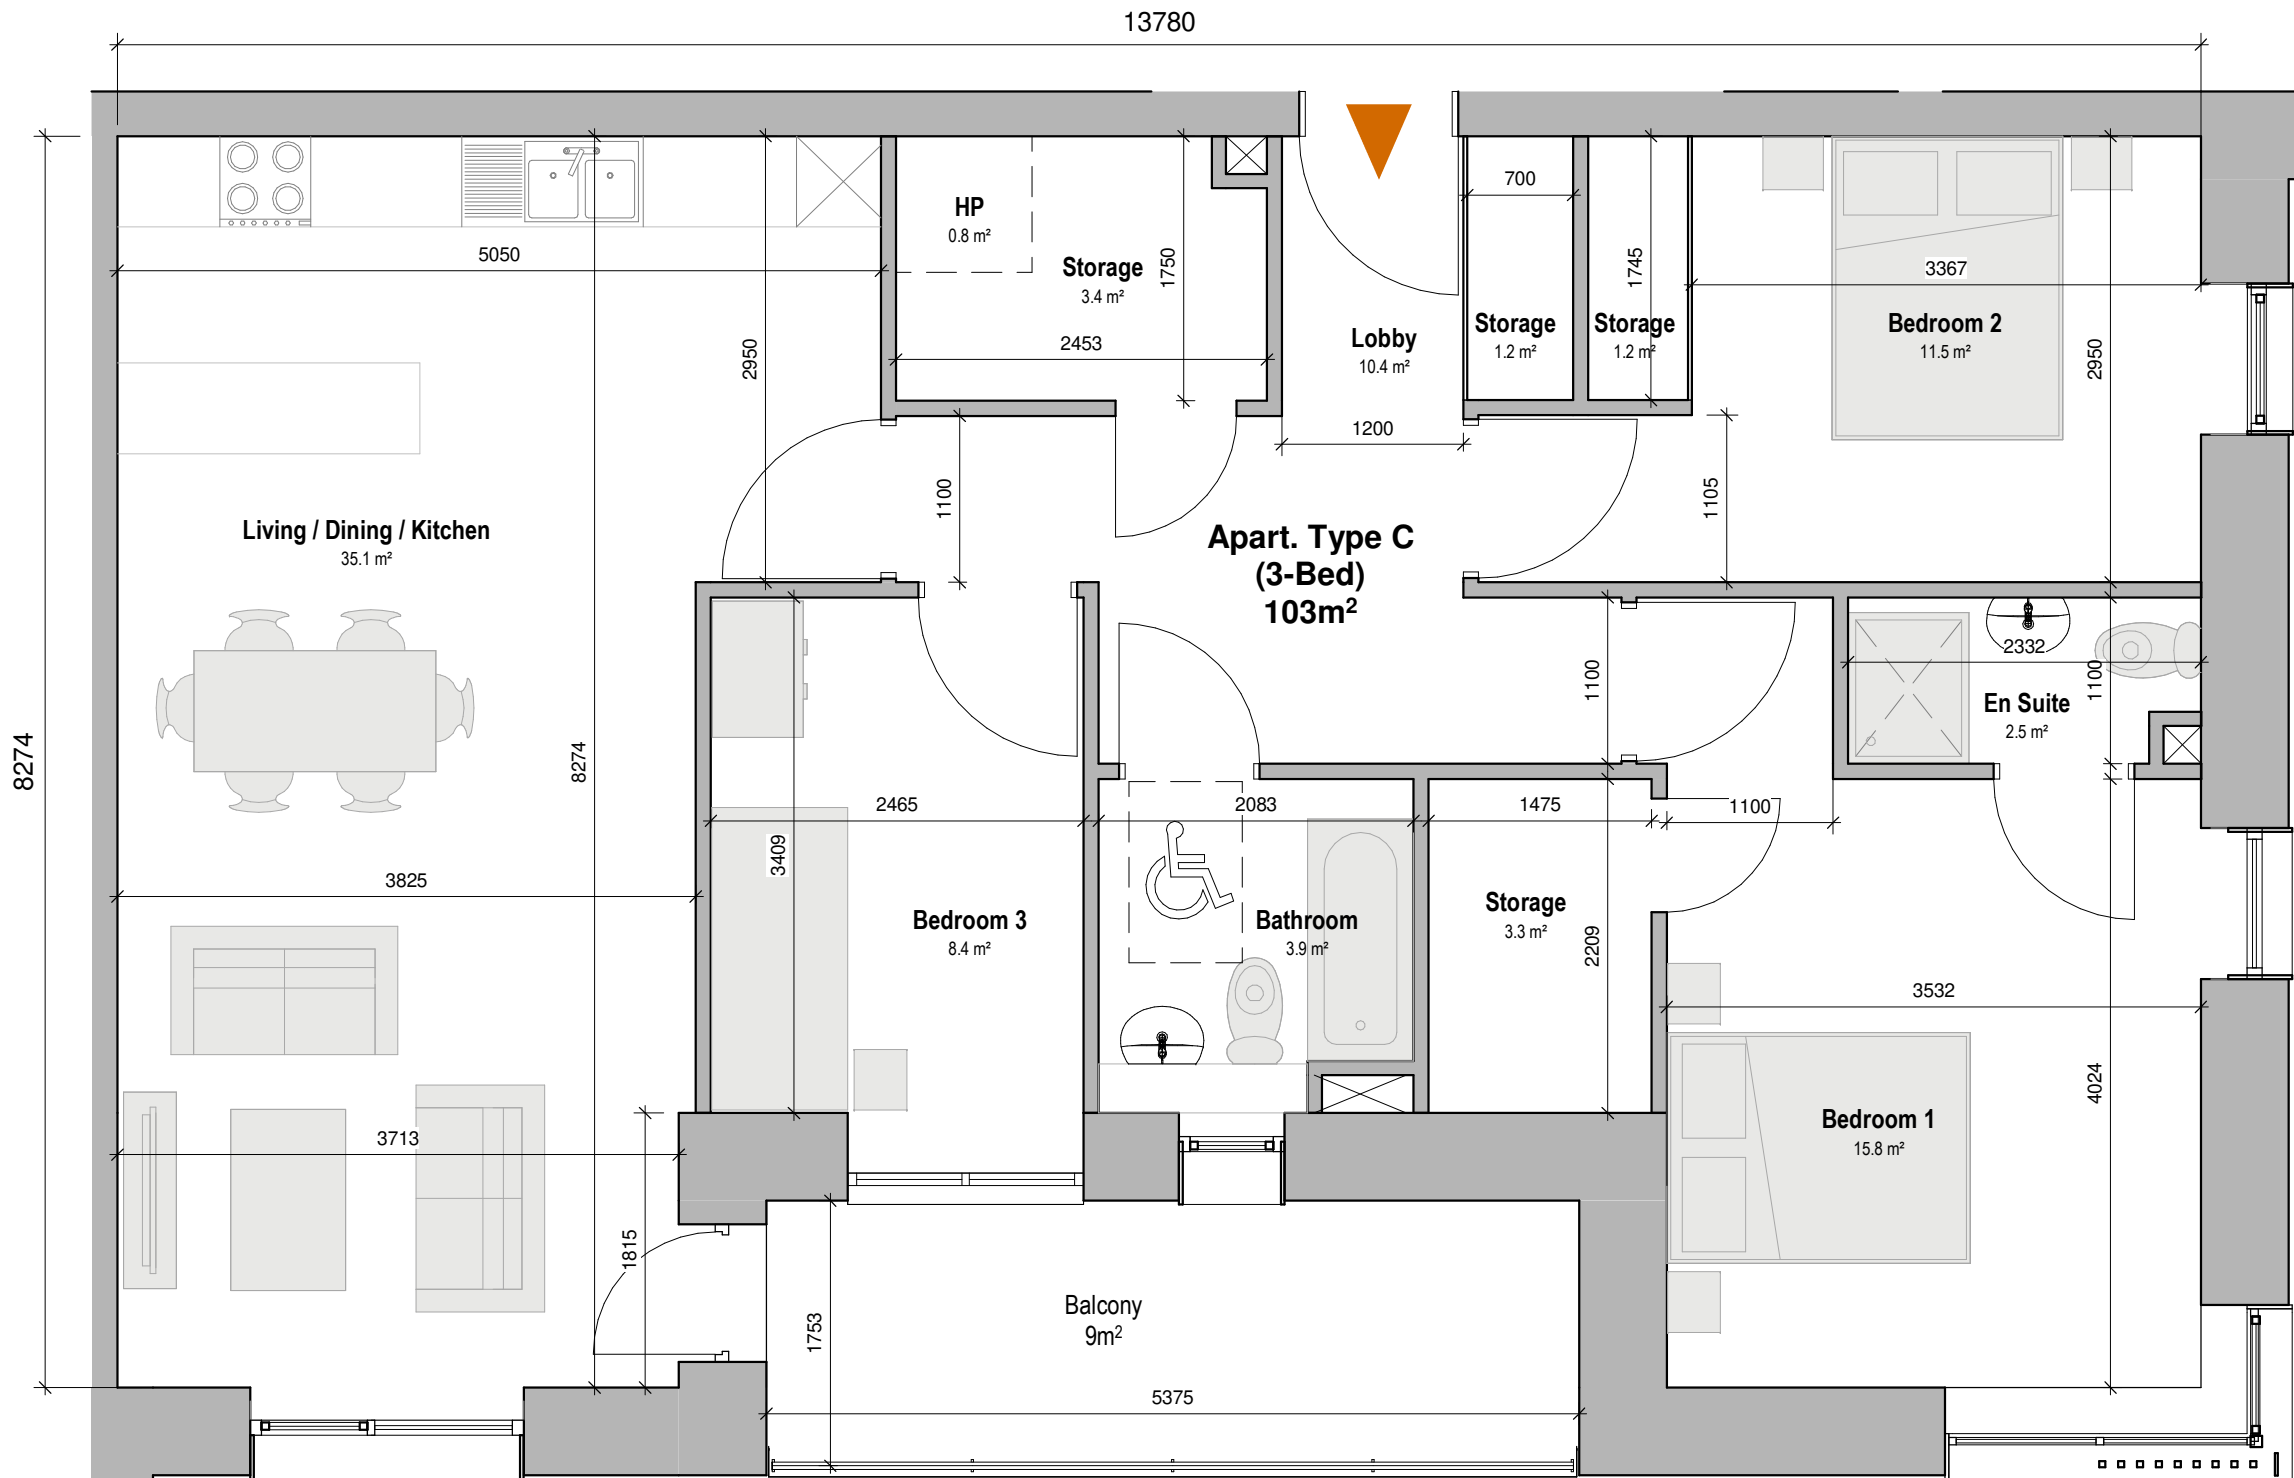 13780
700
HP
0.8 m²
5050
Storage
3.4 m²
1750
1745
3367
Storage
1.2 m²
Storage
1.2 m²
Bedroom 2
11.5 m²
Lobby
10.4 m²
2453
2950
2950
1200
1100
1105
Living / Dining / Kitchen
35.1 m²
Apart. Type C
(3-Bed)
103m²
2332
1100
1100
En Suite
2.5 m²
8274
8274
2465
2083
1475
1100
3409
3825
Bedroom 3
8.4 m²
Bathroom
3.9 m²
Storage
3.3 m²
2209
3532
4024
Bedroom 1
15.8 m²
3713
1815
1753
Balcony
9m²
5375